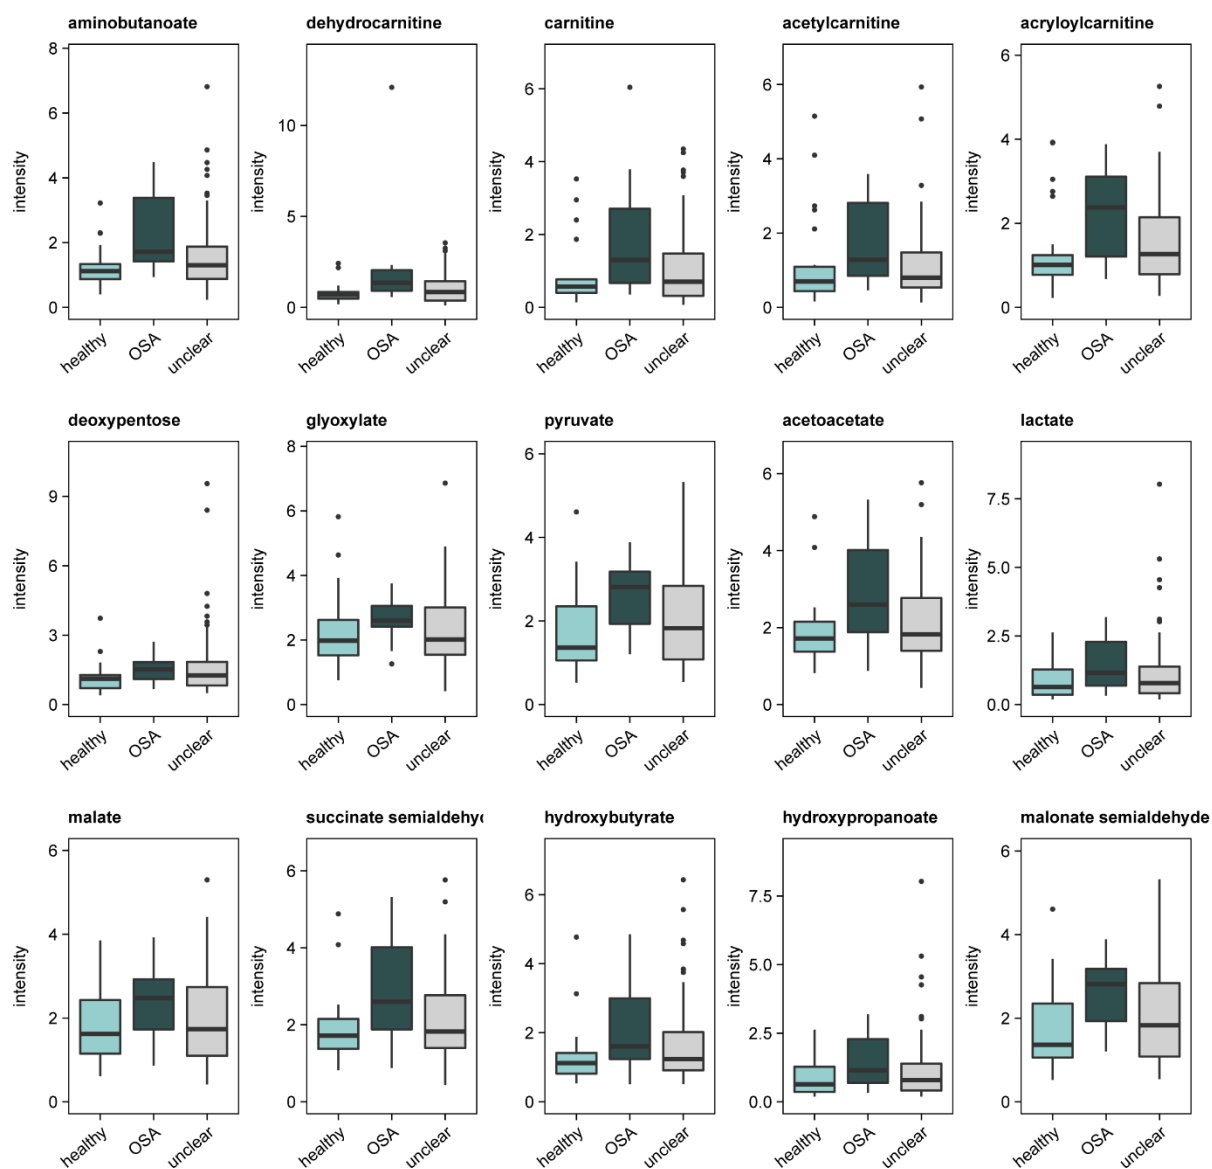 aminobutanoate
dehydrocarnitine
carnitine
acetylcarnitine
acryloylcarnitine
8
6
4
2
0
intensity
healthy
OSA
unclear
10
5
0
intensity
healthy
OSA
unclear
6
4
2
0
intensity
healthy
OSA
unclear
6
4
2
0
intensity
healthy
OSA
unclear
6
4
2
0
intensity
healthy
OSA
unclear
deoxypentose
glyoxylate
pyruvate
acetoacetate
lactate
9
6
3
0
intensity
healthy
OSA
unclear
8
6
4
2
0
intensity
healthy
OSA
unclear
6
4
2
0
intensity
healthy
OSA
unclear
6
4
2
0
intensity
healthy
OSA
unclear
7.5
5.0
2.5
0.0
intensity
healthy
OSA
unclear
malate
succinate semialdehy
hydroxybutyrate
hydroxypropanoate
malonate semialdehyde
6
4
2
0
intensity
healthy
OSA
unclear
6
4
2
0
intensity
healthy
OSA
unclear
6
4
2
0
intensity
healthy
OSA
unclear
7.5
5.0
2.5
0.0
intensity
healthy
OSA
unclear
6
4
2
0
intensity
healthy
OSA
unclear